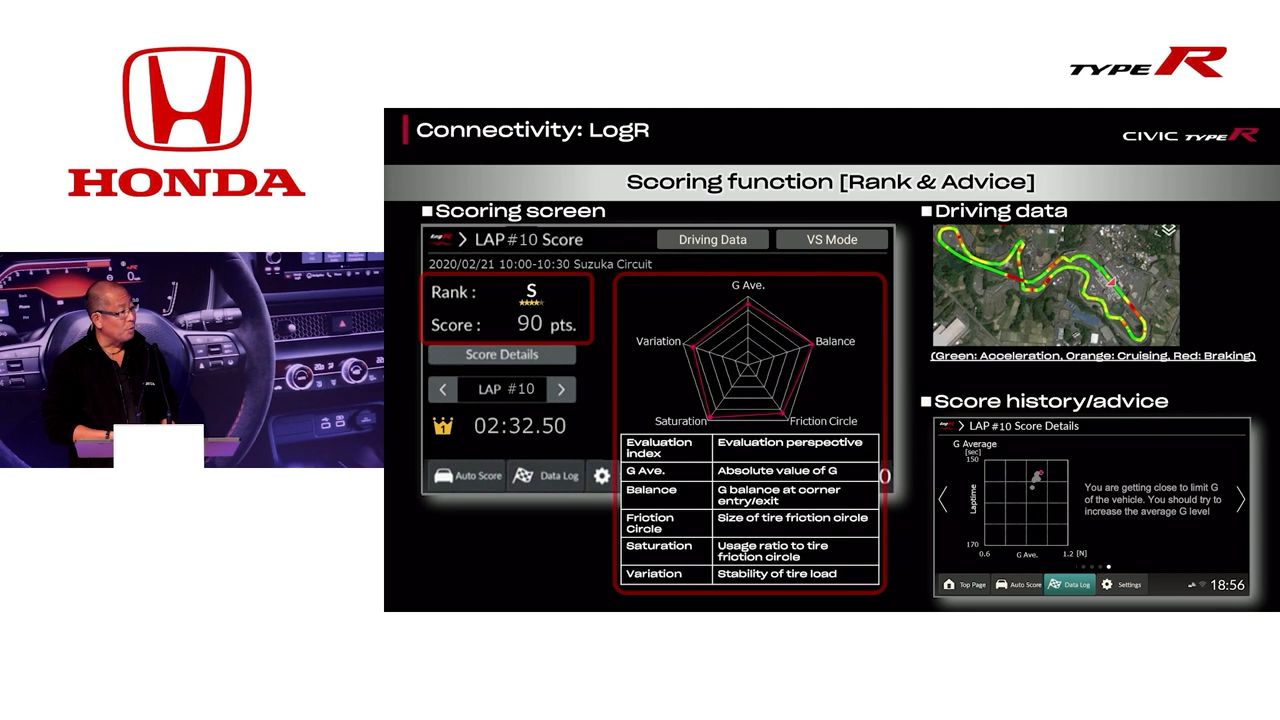 HONDA
TYPE R
Connectivity: LogR
CIVIC TYPE R
Scoring function [Rank & Advice]
■Scoring screen
LogR > LAP #10 Score
Driving Data
VS Mode
2020/02/21 10:00-10:30 Suzuka Circuit
Rank : S
Score : 90 pts.
Score Details
LAP #10
1 02:32.50
Auto Score
Data Log
G Ave.
Balance
Friction Circle
Saturation
Variation
Evaluation index
Evaluation perspective
G Ave.
Absolute value of G
Balance
G balance at corner entry/exit
Friction Circle
Size of tire friction circle
Saturation
Usage ratio to tire friction circle
Variation
Stability of tire load
0
■Driving data
(Green: Acceleration, Orange: Cruising, Red: Braking)
■Score history/advice
LogR > LAP #10 Score Details
G Average
[sec]
150
Laptime
170
0.6
G Ave.
1.2 [N]
You are getting close to limit G
of the vehicle. You should try to
increase the average G level
Top Page
Auto Score
Data Log
Settings
18:56